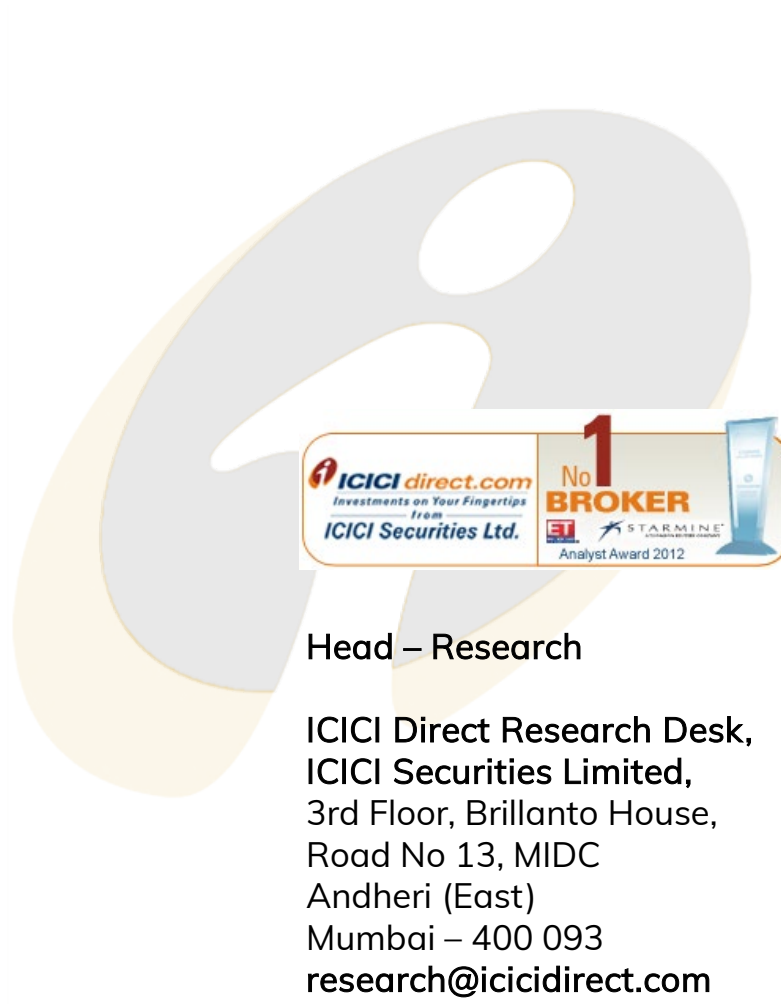 ICICI direct.com
Investments on Your Fingertips
from
ICICI Securities Ltd.
No 1
BROKER
ET
STARMINE
Analyst Award 2012
Head – Research
ICICI Direct Research Desk,
ICICI Securities Limited,
3rd Floor, Brillanto House,
Road No 13, MIDC
Andheri (East)
Mumbai – 400 093
research@icicidirect.com